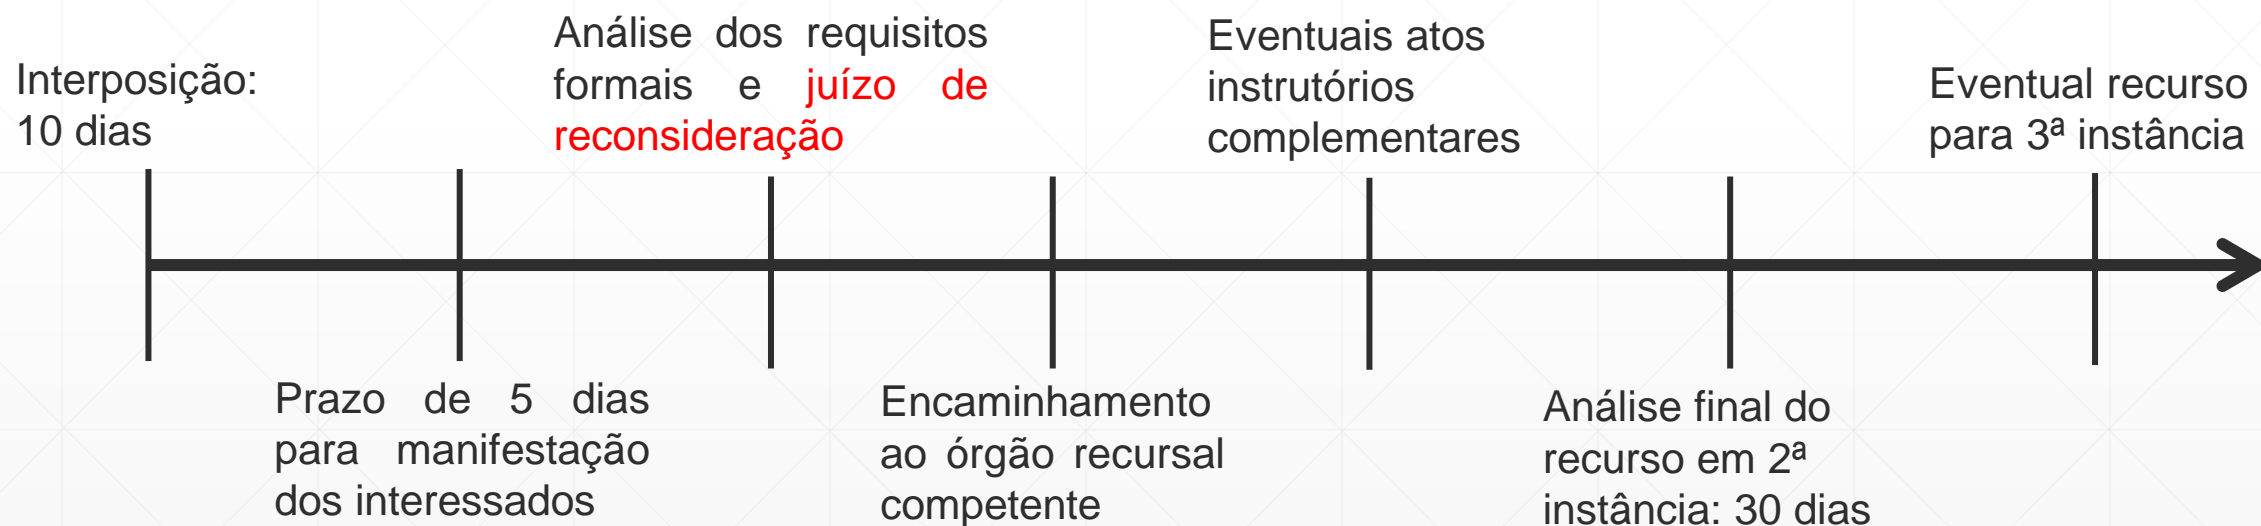 Interposição:
10 dias
Prazo de 5 dias
para manifestação
dos interessados
Análise dos requisitos
formais e juízo de
reconsideração
Encaminhamento
ao órgão recursal
competente
Eventuais atos
instrutórios
complementares
Análise final do
recurso em 2ª
instância: 30 dias
Eventual recurso
para 3ª instância